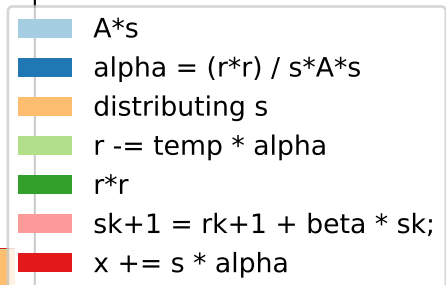 A*s
alpha = (r*r) / s*A*s
distributing s
r -= temp * alpha
r*r
sk+1 = rk+1 + beta * sk;
x += s * alpha